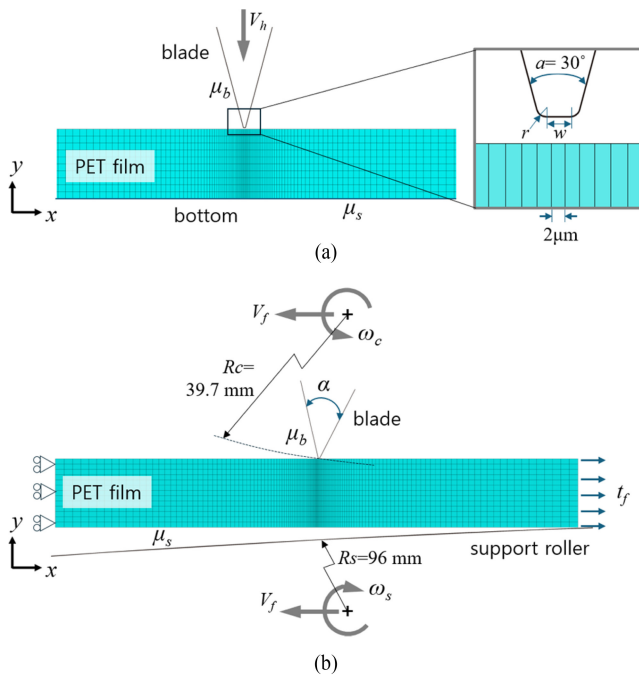 V_h
blade
μ_b
a= 30˚
r
w
PET film
y
x
bottom
μ_s
2μm
(a)
V_f
ω_c
Rc=
39.7 mm
α
blade
μ_b
PET film
t_f
y
x
μ_s
support roller
Rs=96 mm
V_f
ω_s
(b)